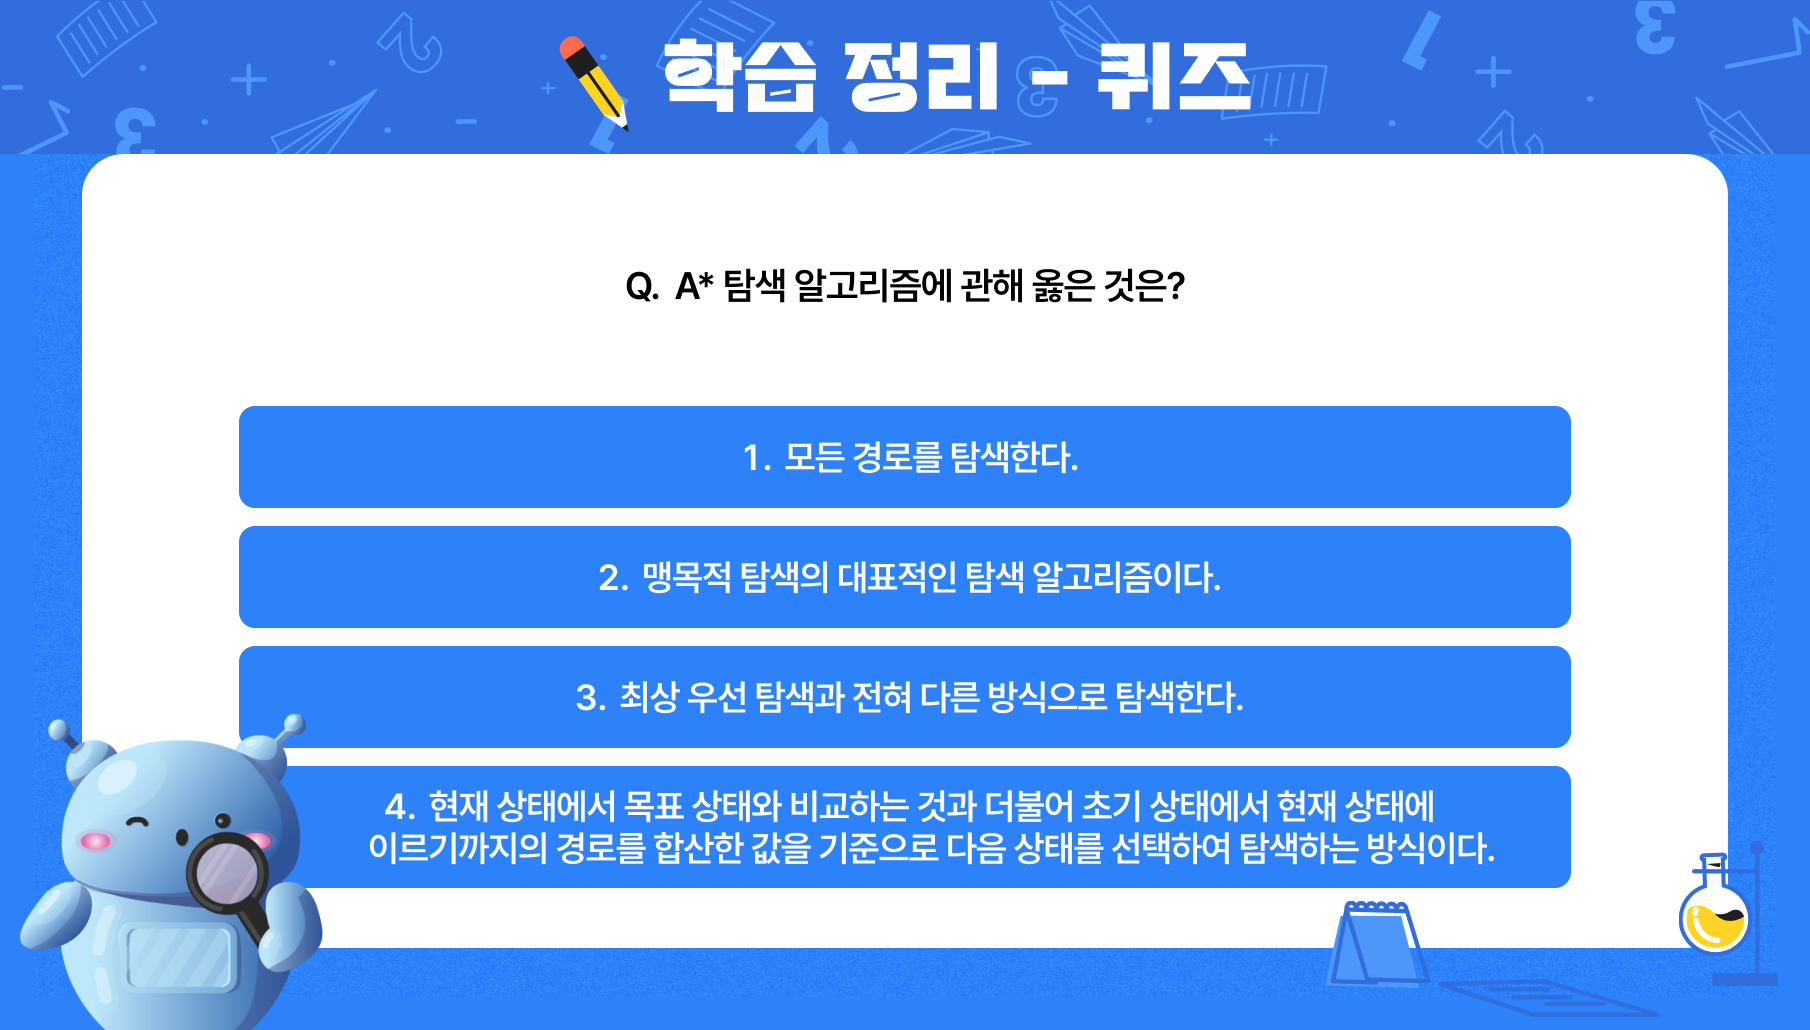 학습 정리 - 퀴즈
Q. A* 탐색 알고리즘에 관해 옳은 것은?
1. 모든 경로를 탐색한다.
2. 맹목적 탐색의 대표적인 탐색 알고리즘이다.
3. 최상 우선 탐색과 전혀 다른 방식으로 탐색한다.
4. 현재 상태에서 목표 상태와 비교하는 것과 더불어 초기 상태에서 현재 상태에
이르기까지의 경로를 합산한 값을 기준으로 다음 상태를 선택하여 탐색하는 방식이다.